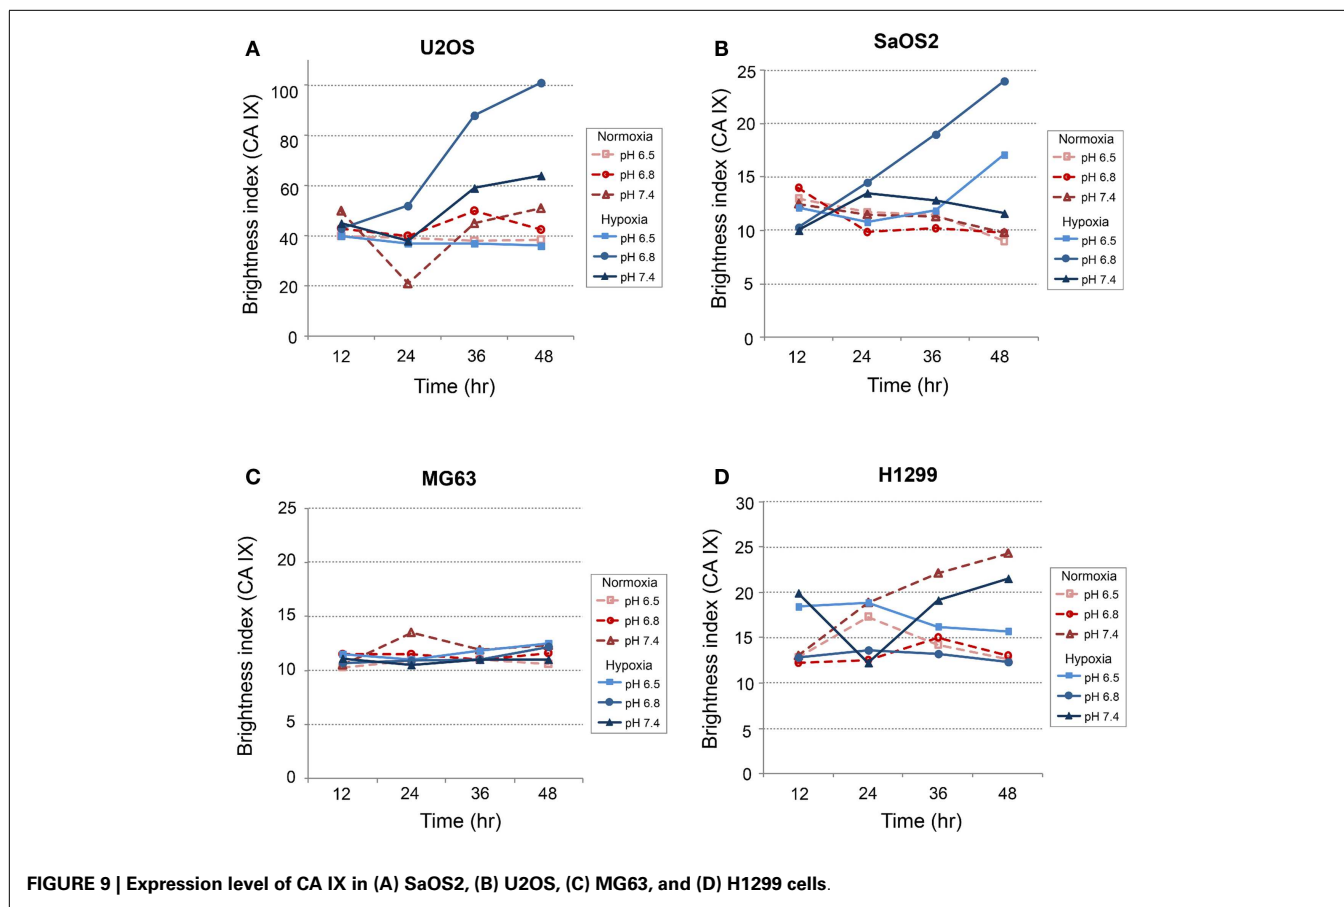 A
U2OS
Brightness index (CA IX)
100
80
60
40
20
0
12 24 36 48
Time (hr)
Normoxia
pH 6.5
pH 6.8
pH 7.4
Hypoxia
pH 6.5
pH 6.8
pH 7.4
B
SaOS2
Brightness index (CA IX)
25
20
15
10
5
0
12 24 36 48
Time (hr)
Normoxia
pH 6.5
pH 6.8
pH 7.4
Hypoxia
pH 6.5
pH 6.8
pH 7.4
C
MG63
Brightness index (CA IX)
25
20
15
10
5
0
12 24 36 48
Time (hr)
Normoxia
pH 6.5
pH 6.8
pH 7.4
Hypoxia
pH 6.5
pH 6.8
pH 7.4
D
H1299
Brightness index (CA IX)
30
25
20
15
10
5
0
12 24 36 48
Time (hr)
Normoxia
pH 6.5
pH 6.8
pH 7.4
Hypoxia
pH 6.5
pH 6.8
pH 7.4
FIGURE 9 | Expression level of CA IX in (A) SaOS2, (B) U2OS, (C) MG63, and (D) H1299 cells.